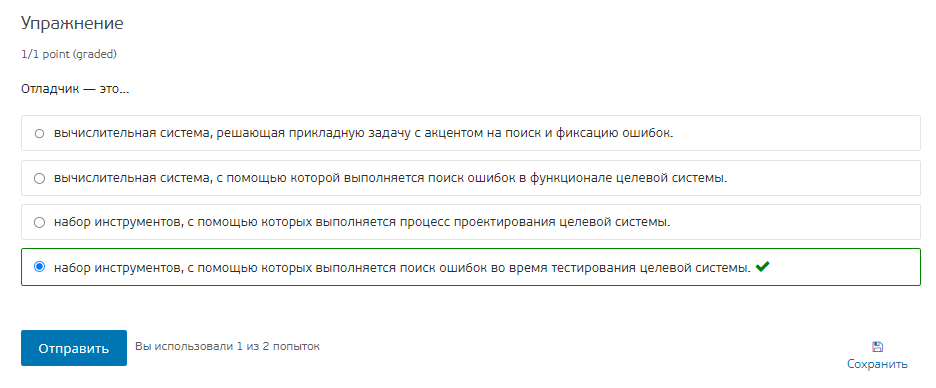 Упражнение
1/1 point (graded)
Отладчик — это...
вычислительная система, решающая прикладную задачу с акцентом на поиск и фиксацию ошибок.
вычислительная система, с помощью которой выполняется поиск ошибок в функционале целевой системы.
набор инструментов, с помощью которых выполняется процесс проектирования целевой системы.
набор инструментов, с помощью которых выполняется поиск ошибок во время тестирования целевой системы.
Отправить
Вы использовали 1 из 2 попыток
Сохранить